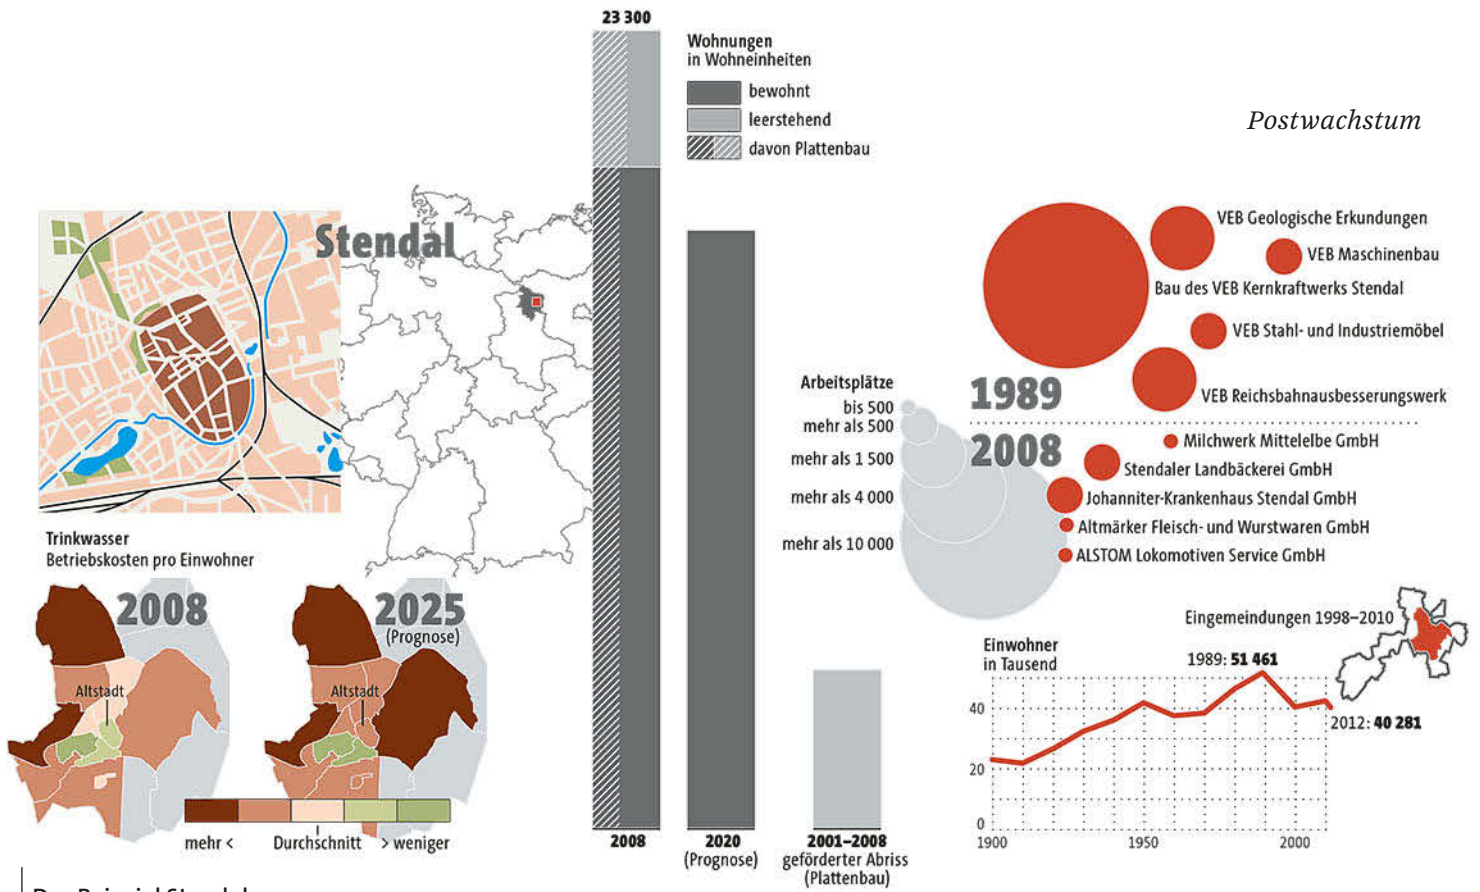 23 300
Wohnungen
in Wohneinheiten
bewohnt
leerstehend
davon Plattenbau
Postwachstum
Stendal
VEB Geologische Erkundungen
VEB Maschinenbau
Bau des VEB Kernkraftwerks Stendal
VEB Stahl- und Industriemöbel
VEB Reichsbahnausbesserungswerk
1989
Arbeitsplätze
bis 500
mehr als 500
mehr als 1 500
mehr als 4 000
mehr als 10 000
2008
Milchwerk Mittelelbe GmbH
Stendaler Landbäckerei GmbH
Johanniter-Krankenhaus Stendal GmbH
Altmärker Fleisch- und Wurstwaren GmbH
ALSTOM Lokomotiven Service GmbH
Trinkwasser
Betriebskosten pro Einwohner
2008
Altstadt
2025
(Prognose)
Altstadt
mehr <
Durchschnitt
> weniger
2008
2020
(Prognose)
2001–2008
geförderter Abriss
(Plattenbau)
Eingemeindungen 1998–2010
Einwohner
in Tausend
1989: 51 461
2012: 40 281
40
20
0
1900
1950
2000